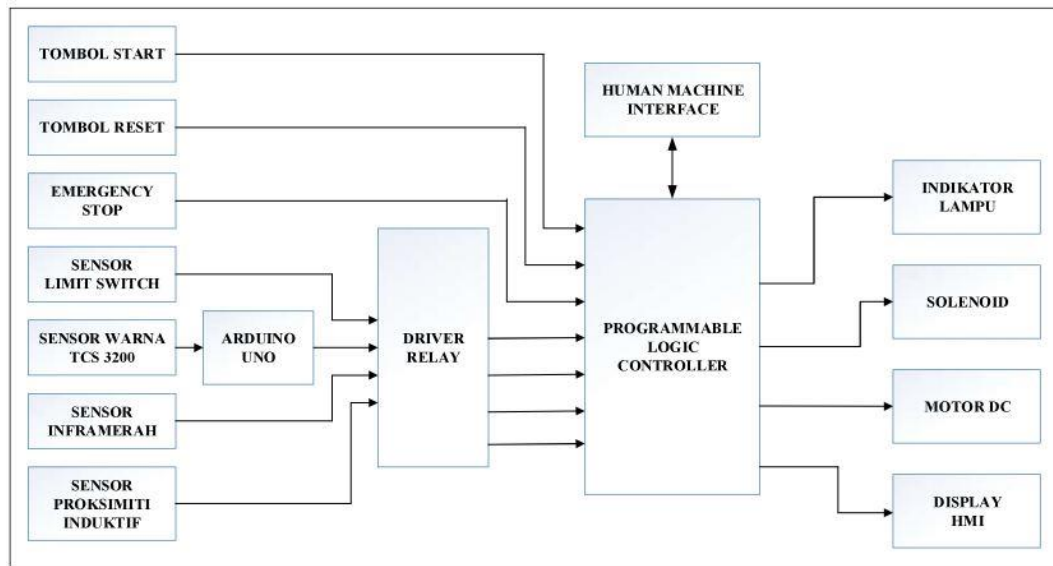 TOMBOL START
TOMBOL RESET
EMERGENCY
STOP
SENSOR
LIMIT SWITCH
SENSOR WARNA
TCS 3200
ARDUINO
UNO
SENSOR
INFRAMERAH
SENSOR
PROKSIMITI
INDUKTIF
DRIVER
RELAY
HUMAN MACHINE
INTERFACE
PROGRAMMABLE
LOGIC
CONTROLLER
INDIKATOR
LAMPU
SOLENOID
MOTOR DC
DISPLAY
HMI